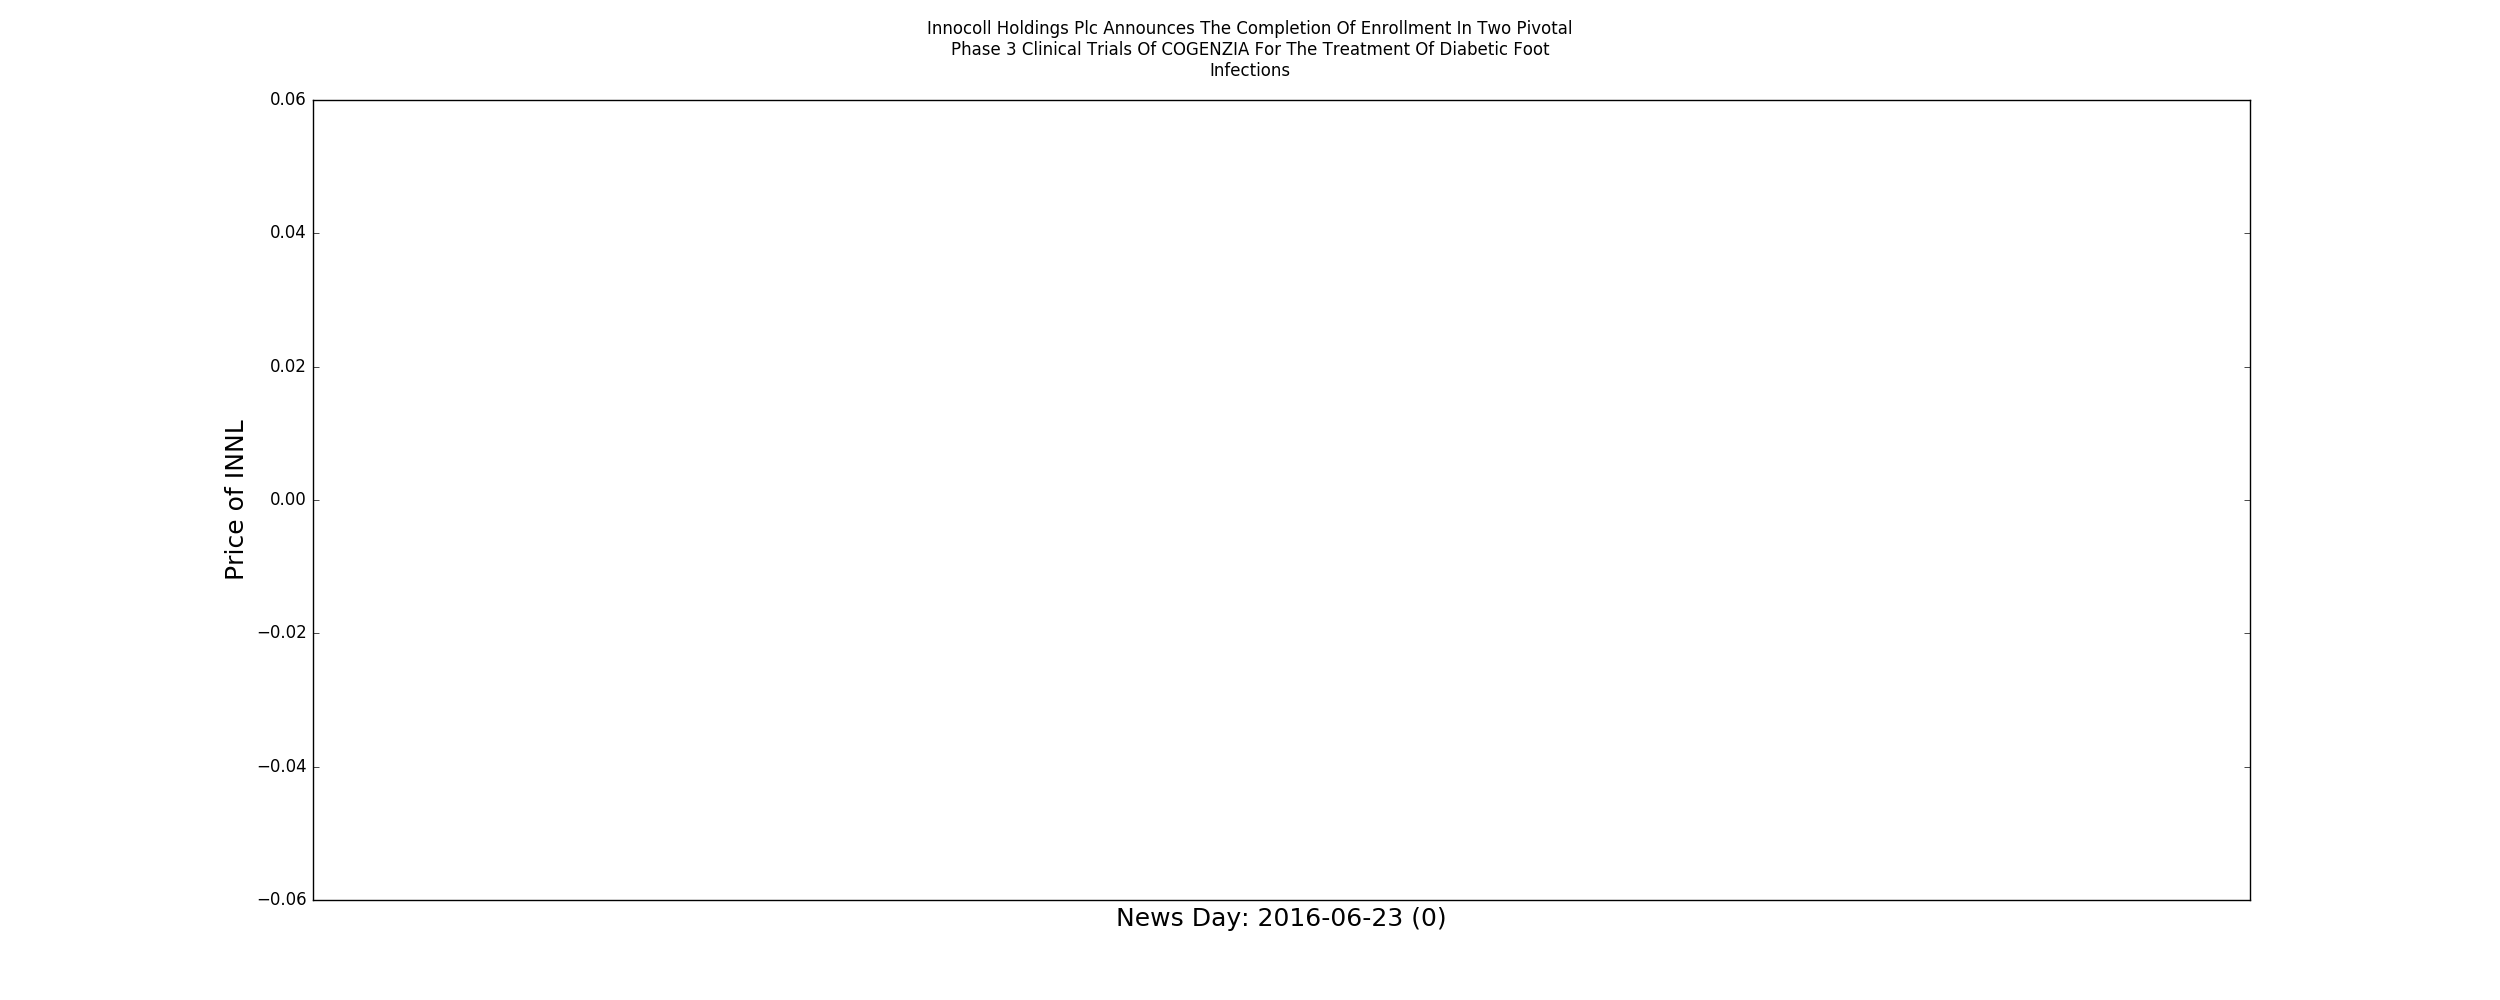 Innocoll Holdings Plc Announces The Completion Of Enrollment In Two Pivotal
Phase 3 Clinical Trials Of COGENZIA For The Treatment Of Diabetic Foot
Infections
0.06
0.04
0.02
0.00
−0.02
−0.04
−0.06
Price of INNL
News Day: 2016-06-23 (0)